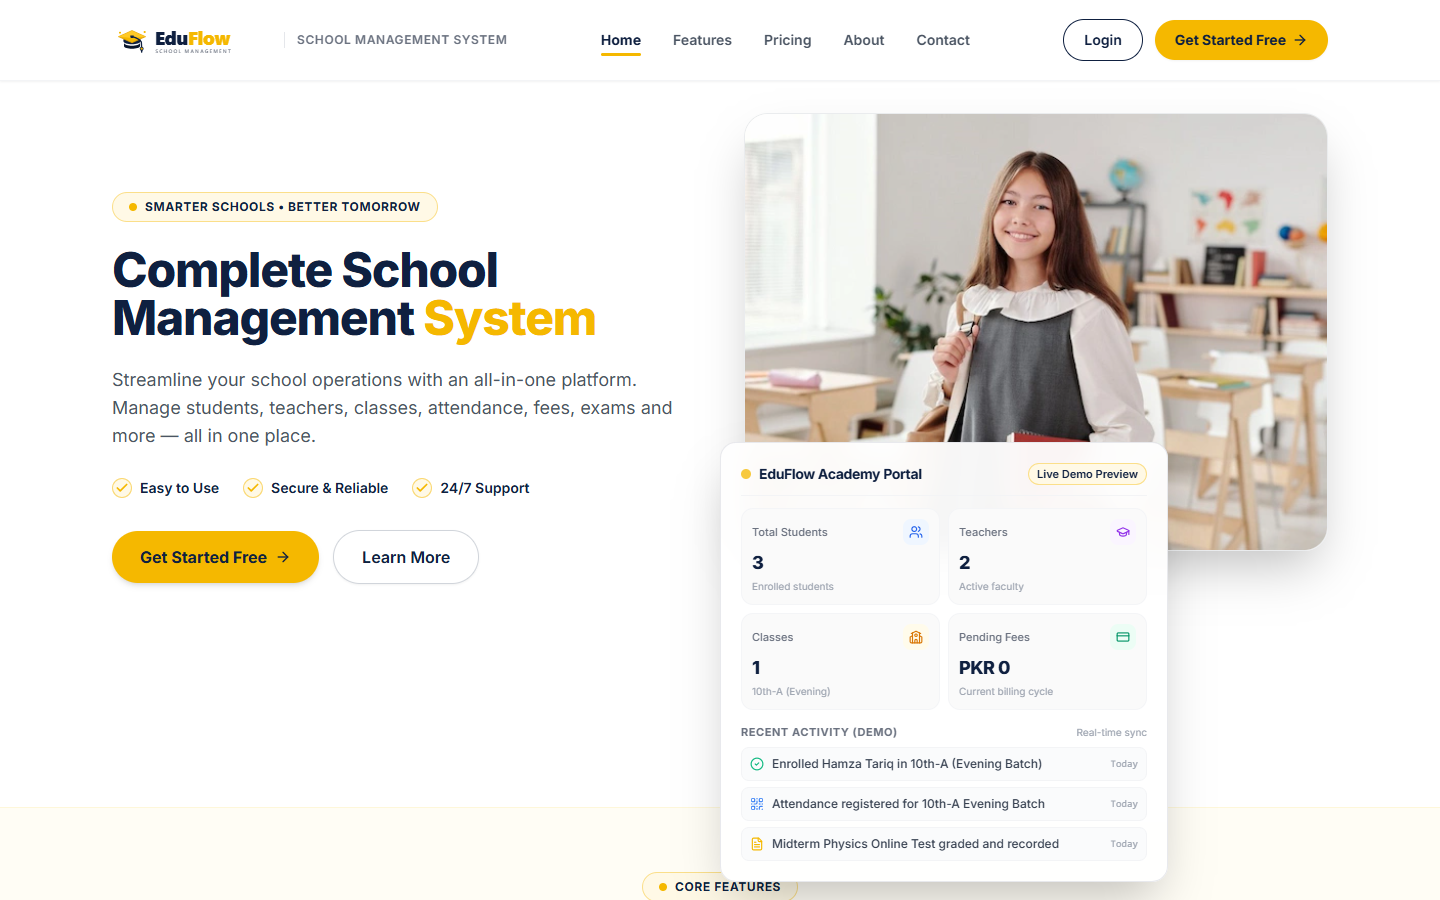 EduFlow
SCHOOL MANAGEMENT
SCHOOL MANAGEMENT SYSTEM
Home
Features
Pricing
About
Contact
Login
Get Started Free
SMARTER SCHOOLS • BETTER TOMORROW
Complete School
Management System
Streamline your school operations with an all-in-one platform.
Manage students, teachers, classes, attendance, fees, exams and
more — all in one place.
Easy to Use
Secure & Reliable
24/7 Support
Get Started Free
Learn More
EduFlow Academy Portal
Live Demo Preview
Total Students
3
Enrolled students
Teachers
2
Active faculty
Classes
1
10th-A (Evening)
Pending Fees
PKR 0
Current billing cycle
RECENT ACTIVITY (DEMO)
Real-time sync
Enrolled Hamza Tariq in 10th-A (Evening Batch)
Today
Attendance registered for 10th-A Evening Batch
Today
Midterm Physics Online Test graded and recorded
Today
CORE FEATURES